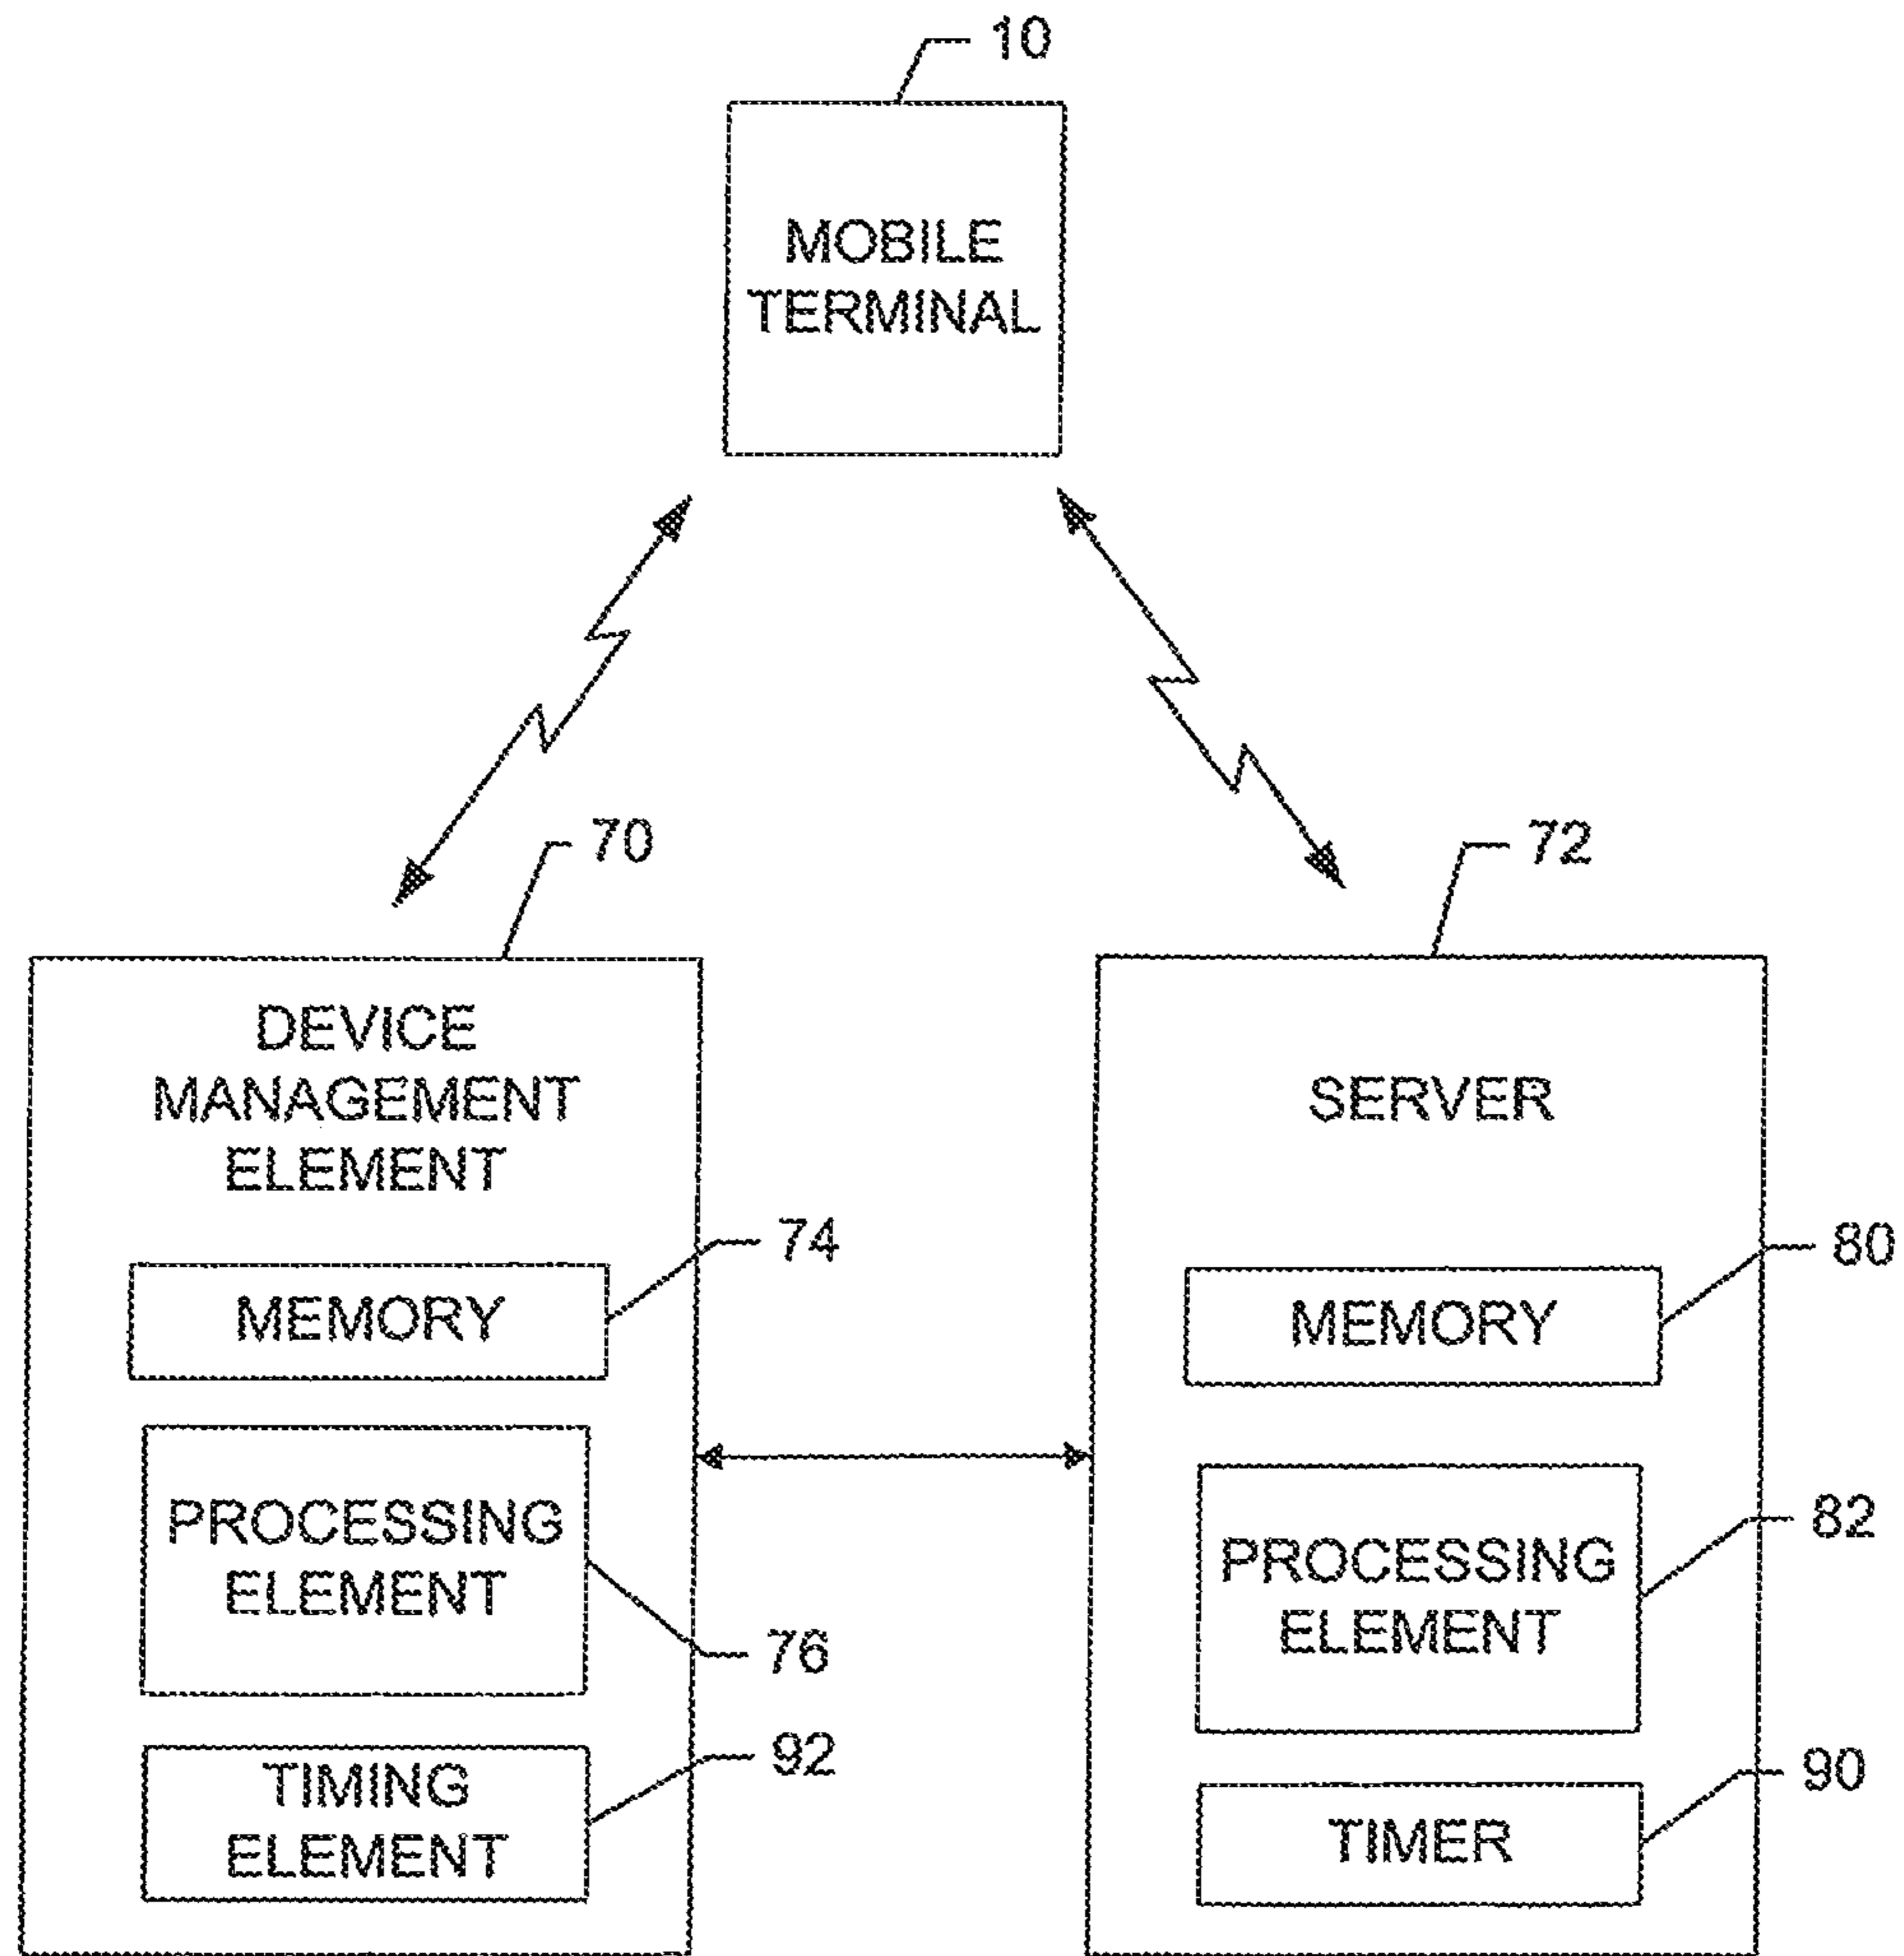 10
MOBILE
TERMINAL
70
DEVICE
MANAGEMENT
ELEMENT
74
MEMORY
PROCESSING
ELEMENT
76
92
TIMING
ELEMENT
72
SERVER
80
MEMORY
82
PROCESSING
ELEMENT
90
TIMER